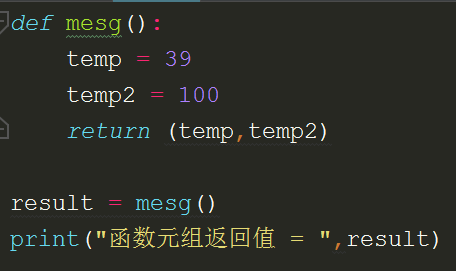 def mesg():
    temp = 39
    temp2 = 100
    return (temp,temp2)
result = mesg()
print("函数元组返回值 = ",result)